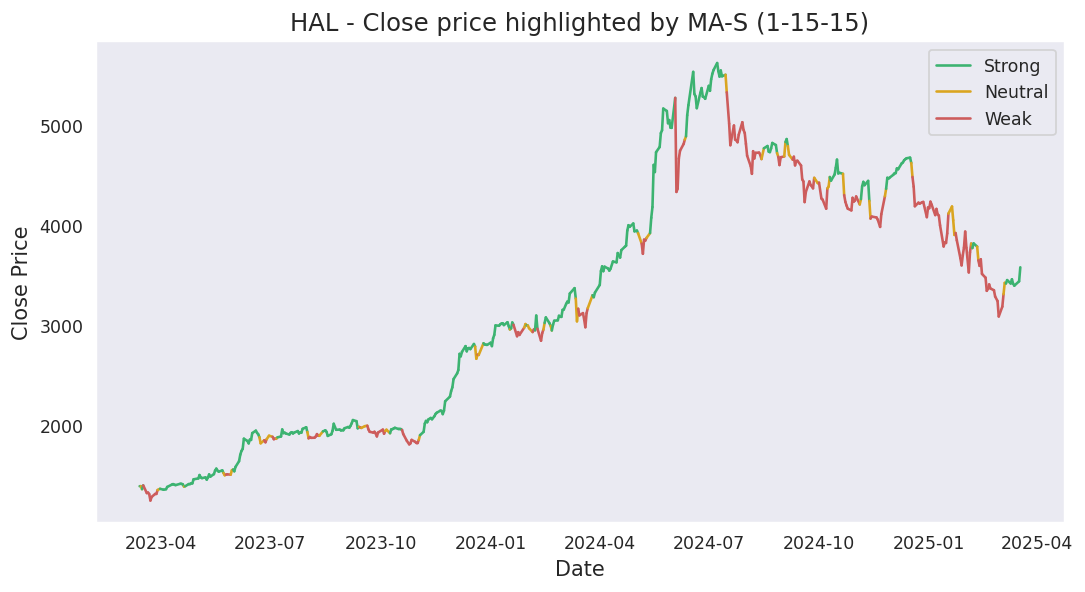 HAL - Close price highlighted by MA-S (1-15-15)
Strong
Neutral
Weak
5000
4000
3000
2000
Close Price
2023-04 2023-07 2023-10 2024-01 2024-04 2024-07 2024-10 2025-01 2025-04
Date